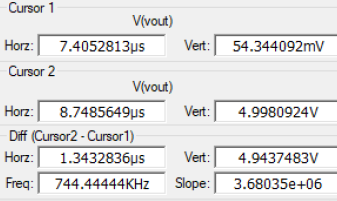 Cursor 1
V(vout)
Horz: 7.4052813µs Vert: 54.344092mV
Cursor 2
V(vout)
Horz: 8.7485649µs Vert: 4.9980924V
Diff (Cursor2 - Cursor1)
Horz: 1.3432836µs Vert: 4.9437483V
Freq: 744.44444KHz Slope: 3.68035e+06